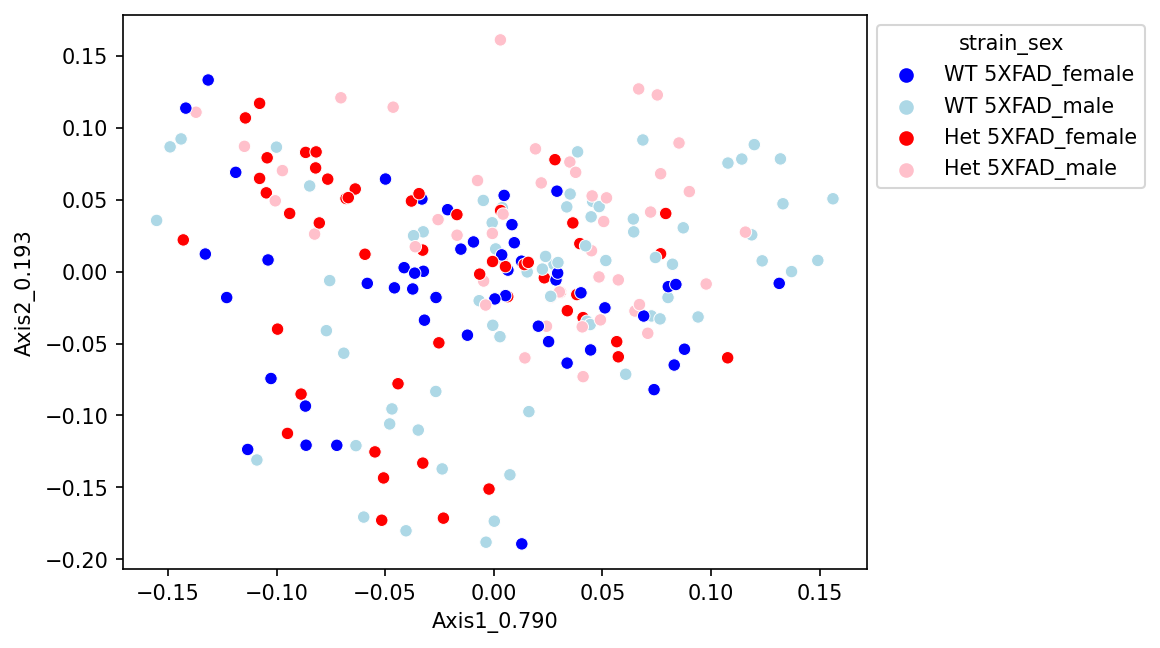 strain_sex
WT 5XFAD_female
WT 5XFAD_male
Het 5XFAD_female
Het 5XFAD_male
0.15
0.10
0.05
0.00
−0.05
−0.10
−0.15
−0.20
Axis2_0.193
−0.15 −0.10 −0.05 0.00 0.05 0.10 0.15
Axis1_0.790